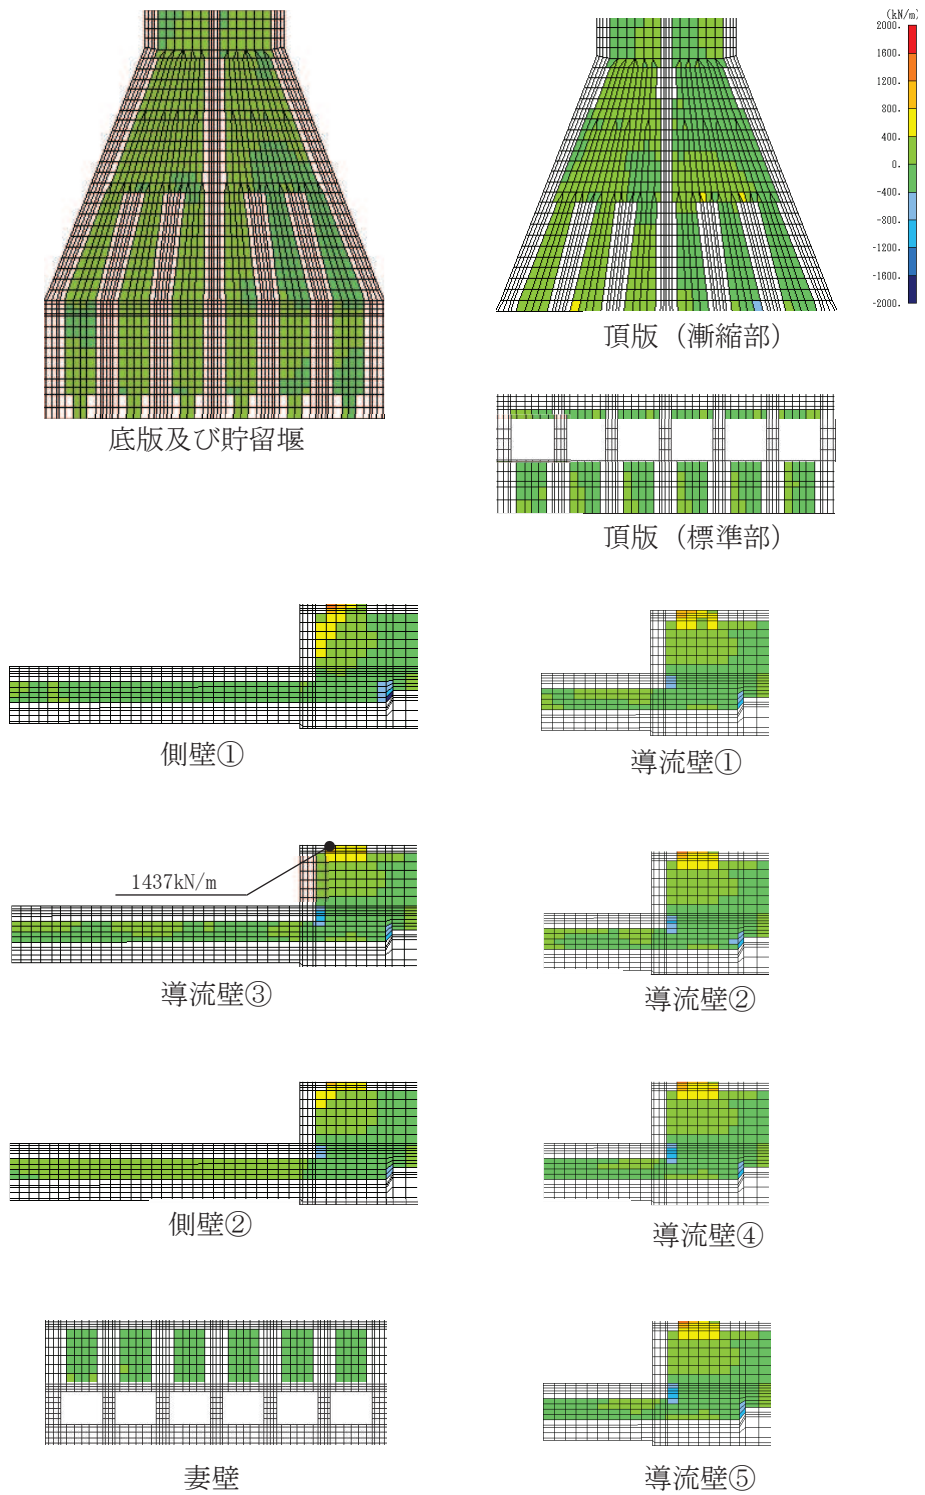 (kN/m)
2000.
1600.
1200.
800.
400.
0.
-400.
-800.
-1200.
-1600.
-2000.
頂版（漸縮部）
底版及び貯留堰
頂版（標準部）
側壁①
導流壁①
1437kN/m
導流壁③
導流壁②
側壁②
導流壁④
妻壁
導流壁⑤